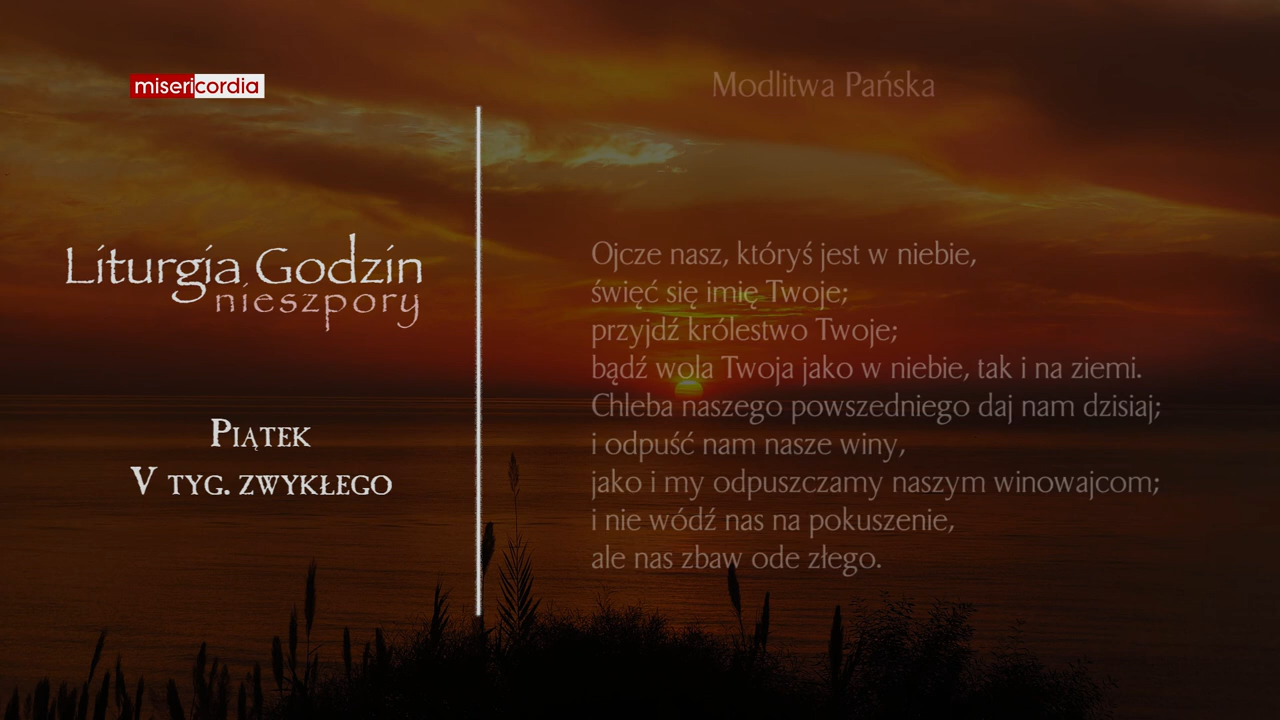 misericordia
Liturgia Godzin
nieszpory
Piątek
V tyg. zwykłego
Modlitwa Pańska
Ojcze nasz, któryś jest w niebie,
święć się imię Twoje;
przyjdź królestwo Twoje;
bądź wola Twoja jako w niebie, tak i na ziemi.
Chleba naszego powszedniego daj nam dzisiaj;
i odpuść nam nasze winy,
jako i my odpuszczamy naszym winowajcom;
i nie wódź nas na pokuszenie,
ale nas zbaw ode złego.